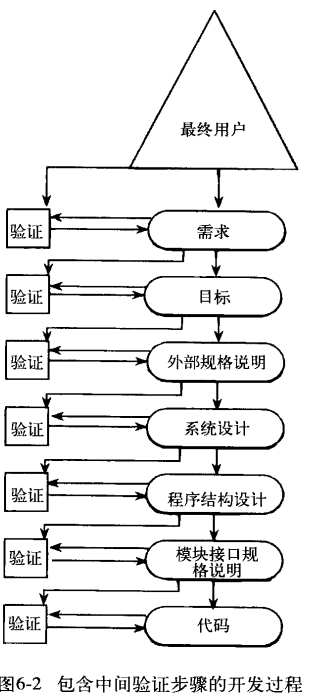 最终用户
验证
需求
验证
目标
验证
外部规格说明
验证
系统设计
验证
程序结构设计
验证
模块接口规
格说明
验证
代码
图6-2 包含中间验证步骤的开发过程